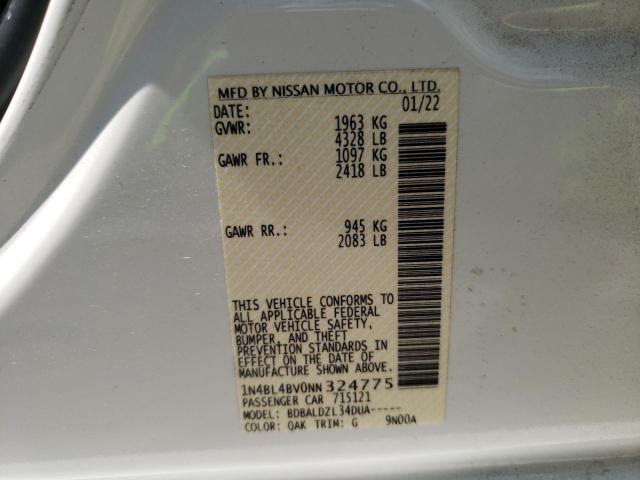 MFD BY NISSAN MOTOR CO., LTD.
DATE: 01/22
GVWR: 1963 KG
4328 LB
GAWR FR.: 1097 KG
2418 LB
GAWR RR.: 945 KG
2083 LB
THIS VEHICLE CONFORMS TO
ALL APPLICABLE FEDERAL
MOTOR VEHICLE SAFETY,
BUMPER, AND THEFT
PREVENTION STANDARDS IN
EFFECT ON THE DATE OF
MANUFACTURE SHOWN ABOVE.
1N4BL4BV0NN324775
PASSENGER CAR 715121
MODEL: BDBALDZL34DUA-----
COLOR: QAK TRIM: G 9N00A